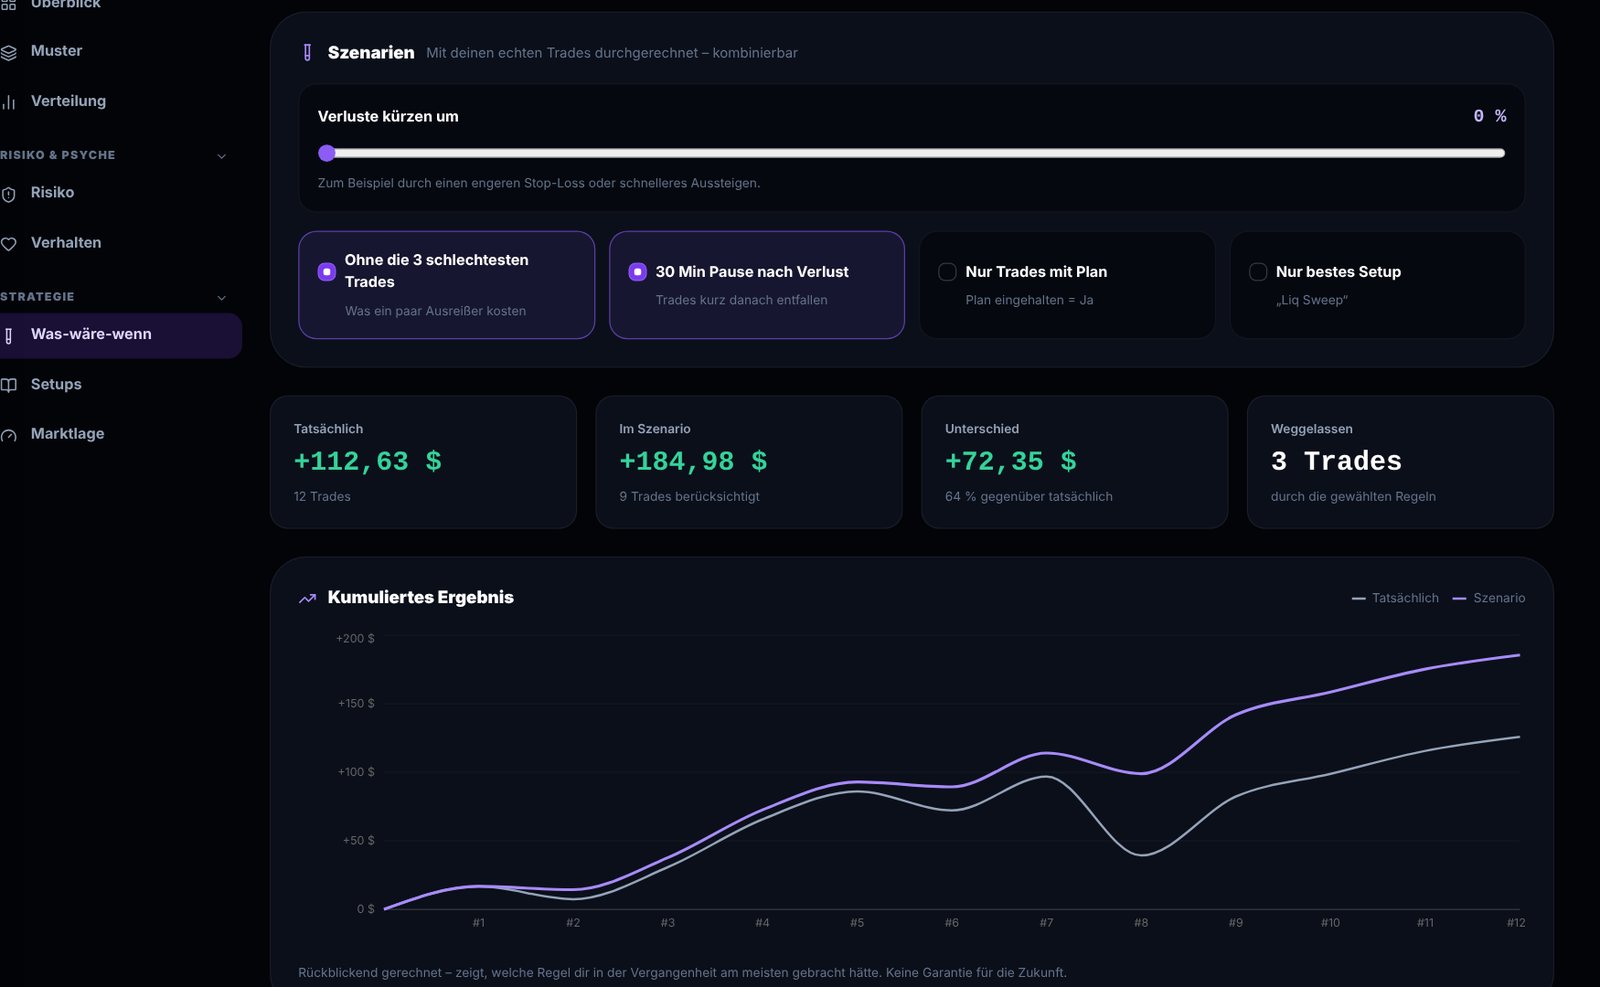 Überblick
Muster
Verteilung
RISIKO & PSYCHE
Risiko
Verhalten
STRATEGIE
Was-wäre-wenn
Setups
Marktlage
Szenarien Mit deinen echten Trades durchgerechnet – kombinierbar
Verluste kürzen um 0 %
Zum Beispiel durch einen engeren Stop-Loss oder schnelleres Aussteigen.
Ohne die 3 schlechtesten
Trades
Was ein paar Ausreißer kosten
30 Min Pause nach Verlust
Trades kurz danach entfallen
Nur Trades mit Plan
Plan eingehalten = Ja
Nur bestes Setup
„Liq Sweep“
Tatsächlich
+112,63 $
12 Trades
Im Szenario
+184,98 $
9 Trades berücksichtigt
Unterschied
+72,35 $
64 % gegenüber tatsächlich
Weggelassen
3 Trades
durch die gewählten Regeln
Kumuliertes Ergebnis
Tatsächlich Szenario
+200 $
+150 $
+100 $
+50 $
0 $
#1 #2 #3 #4 #5 #6 #7 #8 #9 #10 #11 #12
Rückblickend gerechnet – zeigt, welche Regel dir in der Vergangenheit am meisten gebracht hätte. Keine Garantie für die Zukunft.